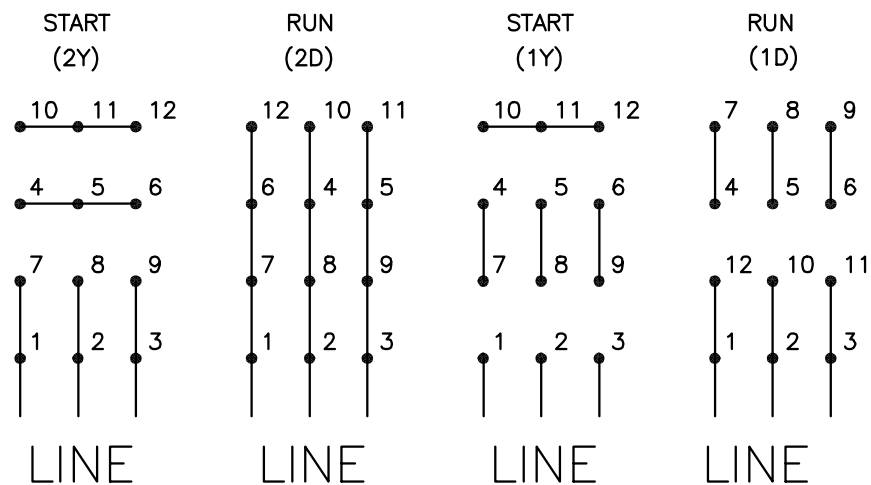 START RUN START RUN
(2Y) (2D) (1Y) (1D)
10 11 12 12 10 11 10 11 12 7 8 9
4 5 6 6 4 5 4 5 6 4 5 6
7 8 9 7 8 9 7 8 9 12 10 11
1 2 3 1 2 3 1 2 3 1 2 3
LINE LINE LINE LINE